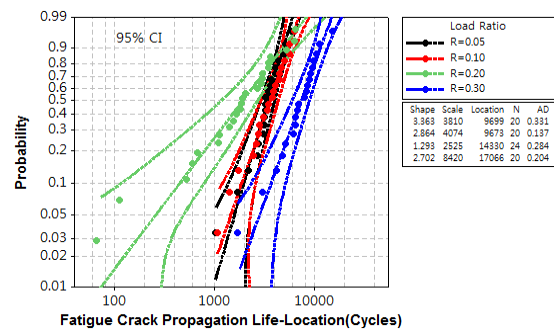 0.99
0.9
0.8
0.7
0.6
0.5
0.4
0.3
0.2
0.1
0.05
0.03
0.02
0.01
Probability
95% CI
100 1000 10000
Fatigue Crack Propagation Life-Location(Cycles)
Load Ratio
R=0.05
R=0.10
R=0.20
R=0.30
Shape Scale Location N AD
3.363 3810 9699 20 0.331
2.864 4074 9673 20 0.137
1.293 2525 14330 24 0.284
2.702 8420 17066 20 0.204